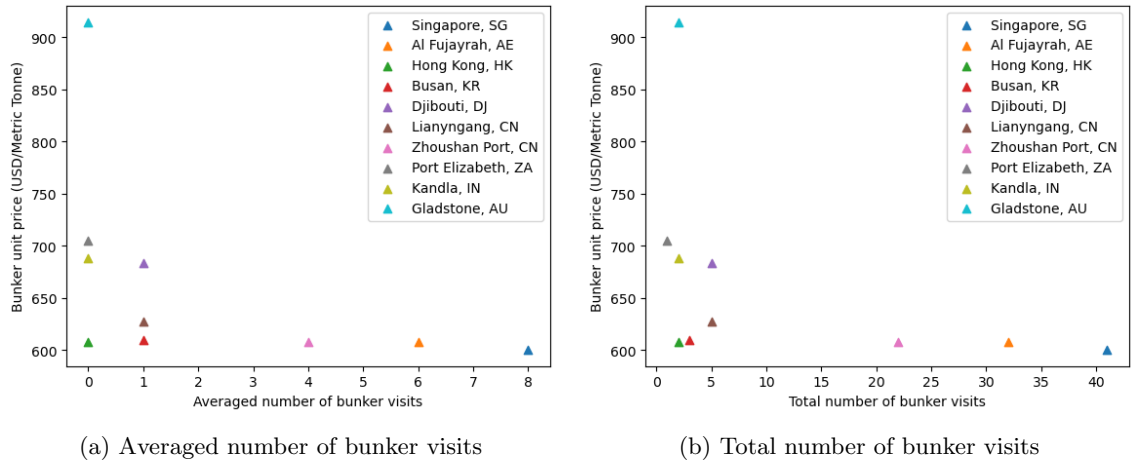 Bunker unit price (USD/Metric Tonne)
900
850
800
750
700
650
600
Singapore, SG
Al Fujayrah, AE
Hong Kong, HK
Busan, KR
Djibouti, DJ
Lianyngang, CN
Zhoushan Port, CN
Port Elizabeth, ZA
Kandla, IN
Gladstone, AU
0 1 2 3 4 5 6 7 8
Averaged number of bunker visits
(a) Averaged number of bunker visits
Bunker unit price (USD/Metric Tonne)
900
850
800
750
700
650
600
Singapore, SG
Al Fujayrah, AE
Hong Kong, HK
Busan, KR
Djibouti, DJ
Lianyngang, CN
Zhoushan Port, CN
Port Elizabeth, ZA
Kandla, IN
Gladstone, AU
0 5 10 15 20 25 30 35 40
Total number of bunker visits
(b) Total number of bunker visits